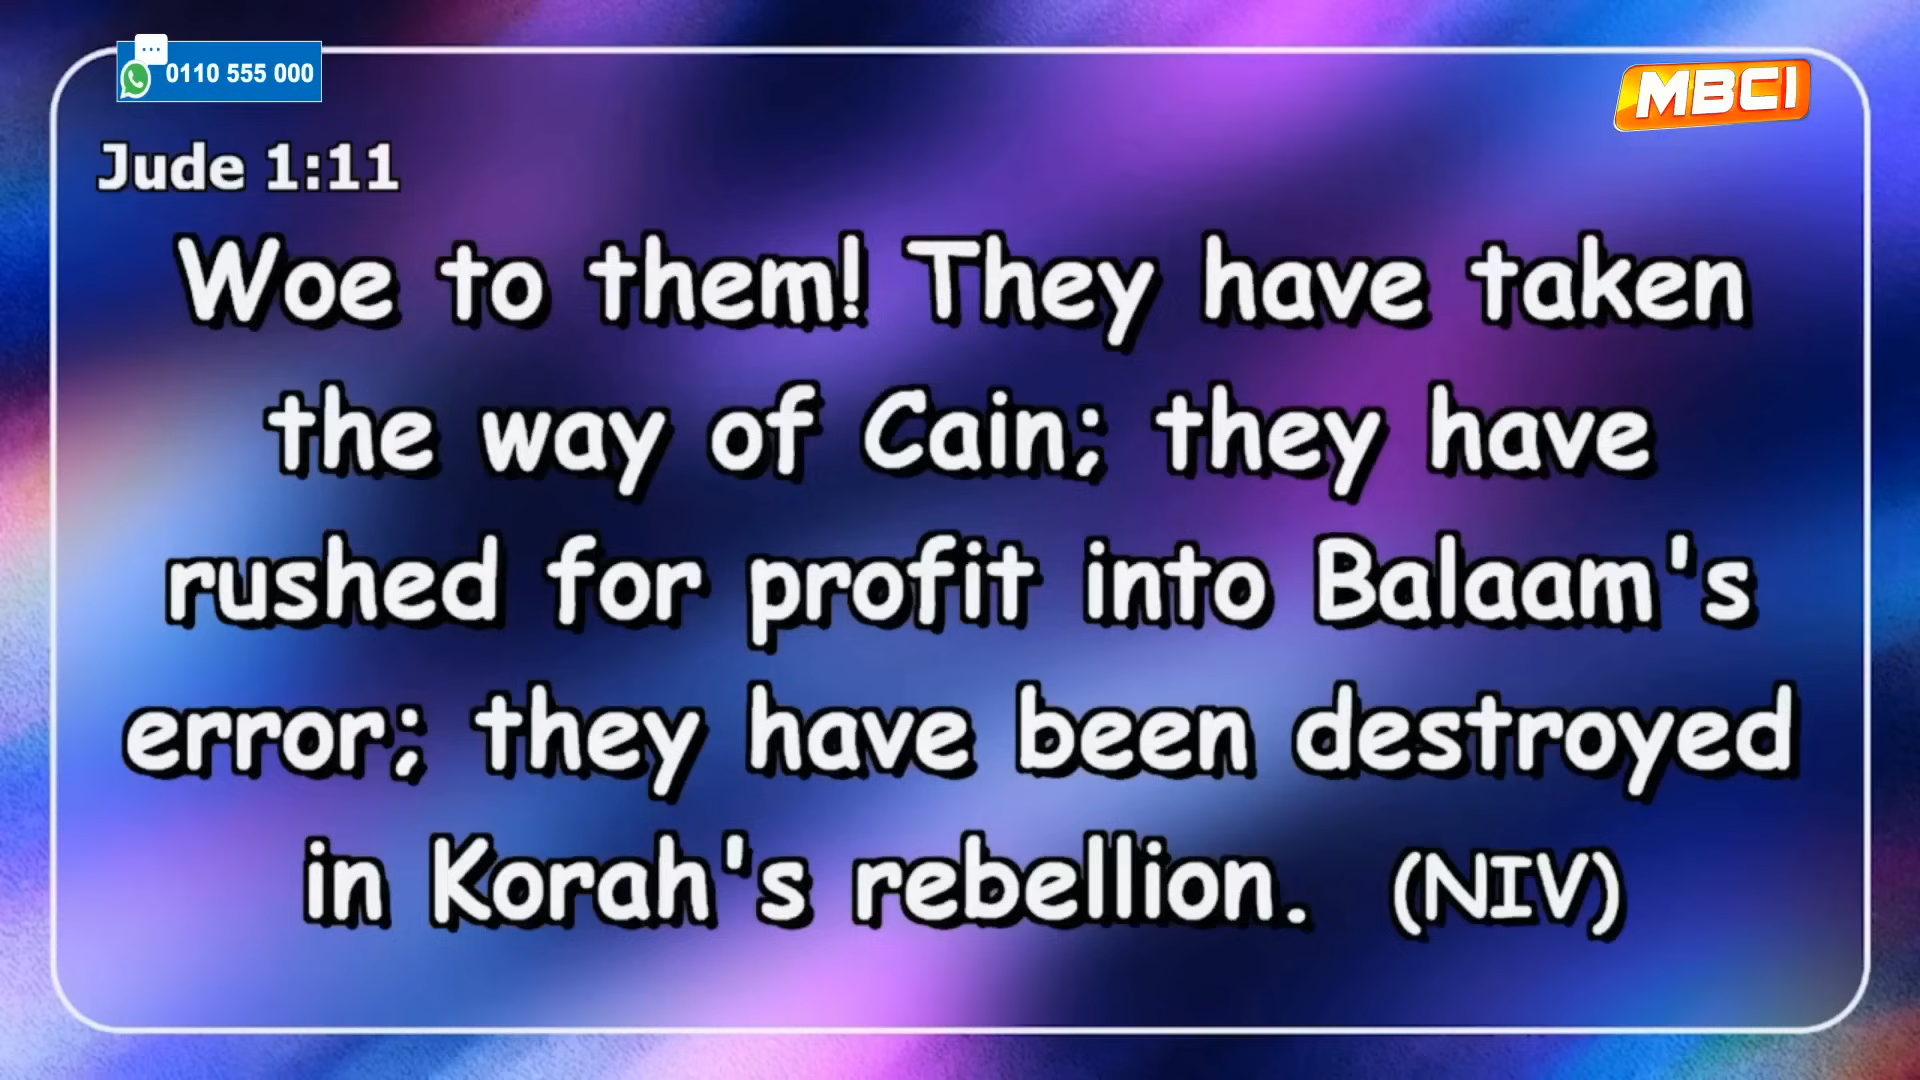 0110 555 000
MBCI
Jude 1:11
Woe to them! They have taken
the way of Cain; they have
rushed for profit into Balaam's
error; they have been destroyed
in Korah's rebellion. (NIV)